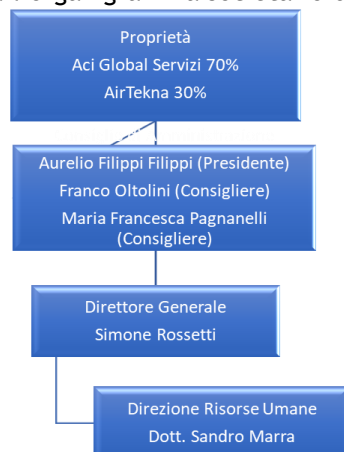 Proprietà
Aci Global Servizi 70%
AirTekna 30%
Aurelio Filippi Filippi (Presidente)
Franco Oltolini (Consigliere)
Maria Francesca Pagnanelli
(Consigliere)
Direttore Generale
Simone Rossetti
Direzione Risorse Umane
Dott. Sandro Marra